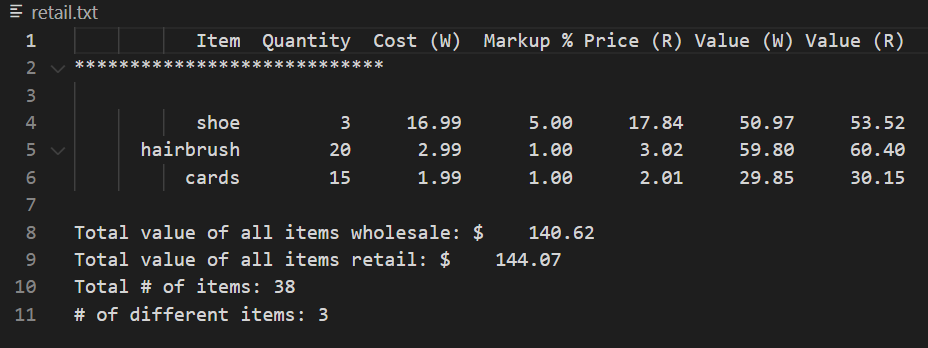 retail.txt
1 Item Quantity Cost (W) Markup % Price (R) Value (W) Value (R)
2 ****************************
3
4 shoe 3 16.99 5.00 17.84 50.97 53.52
5 hairbrush 20 2.99 1.00 3.02 59.80 60.40
6 cards 15 1.99 1.00 2.01 29.85 30.15
7
8 Total value of all items wholesale: $ 140.62
9 Total value of all items retail: $ 144.07
10 Total # of items: 38
11 # of different items: 3